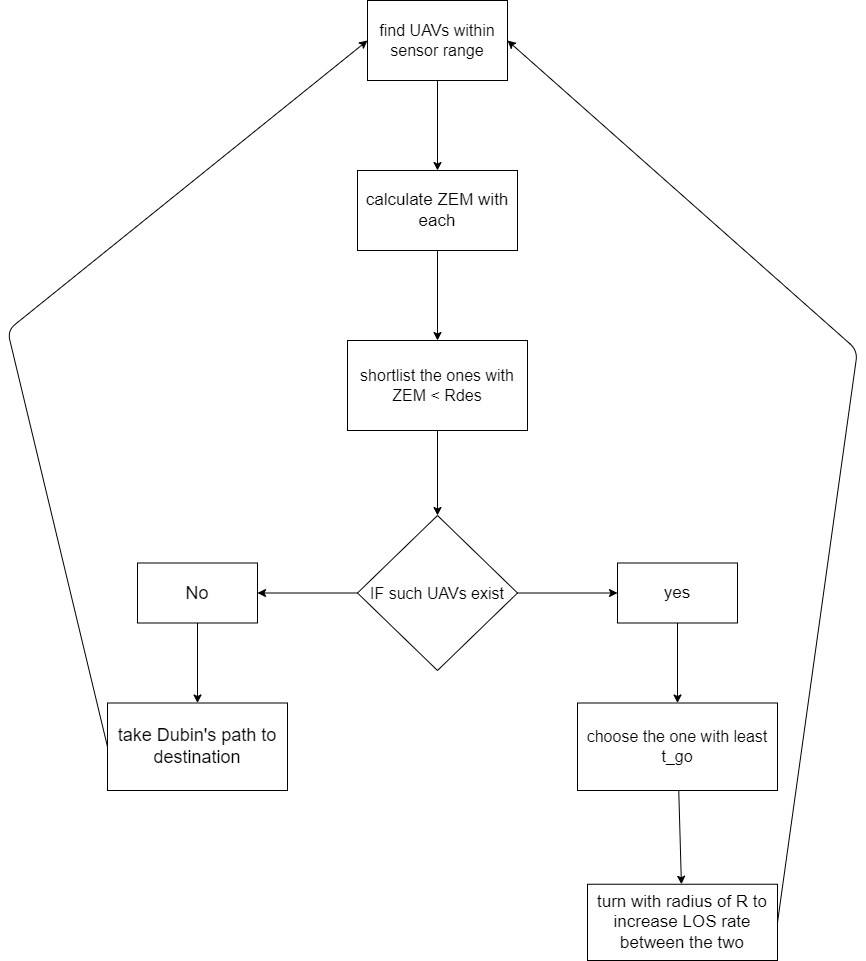 find UAVs within
sensor range
calculate ZEM with
each
shortlist the ones with
ZEM < Rdes
IF such UAVs exist
No
yes
take Dubin's path to
destination
choose the one with least
t_go
turn with radius of R to
increase LOS rate
between the two